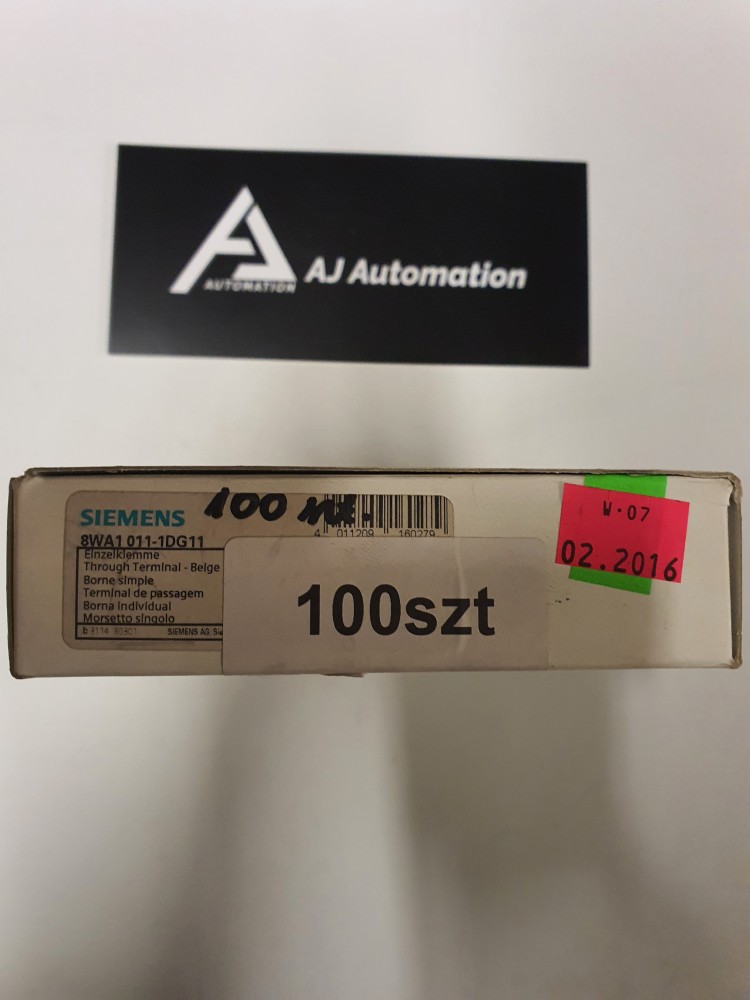 AUTOMATION
AJ Automation
SIEMENS
100
8WA1 011-1DG11
4 011209 160279
Einzelklemme
Through Terminal - Beige
Borne simple
Terminal de passagem
Borna individual
Morsetto singolo
SIEMENS AG
100szt
W-07
02.2016